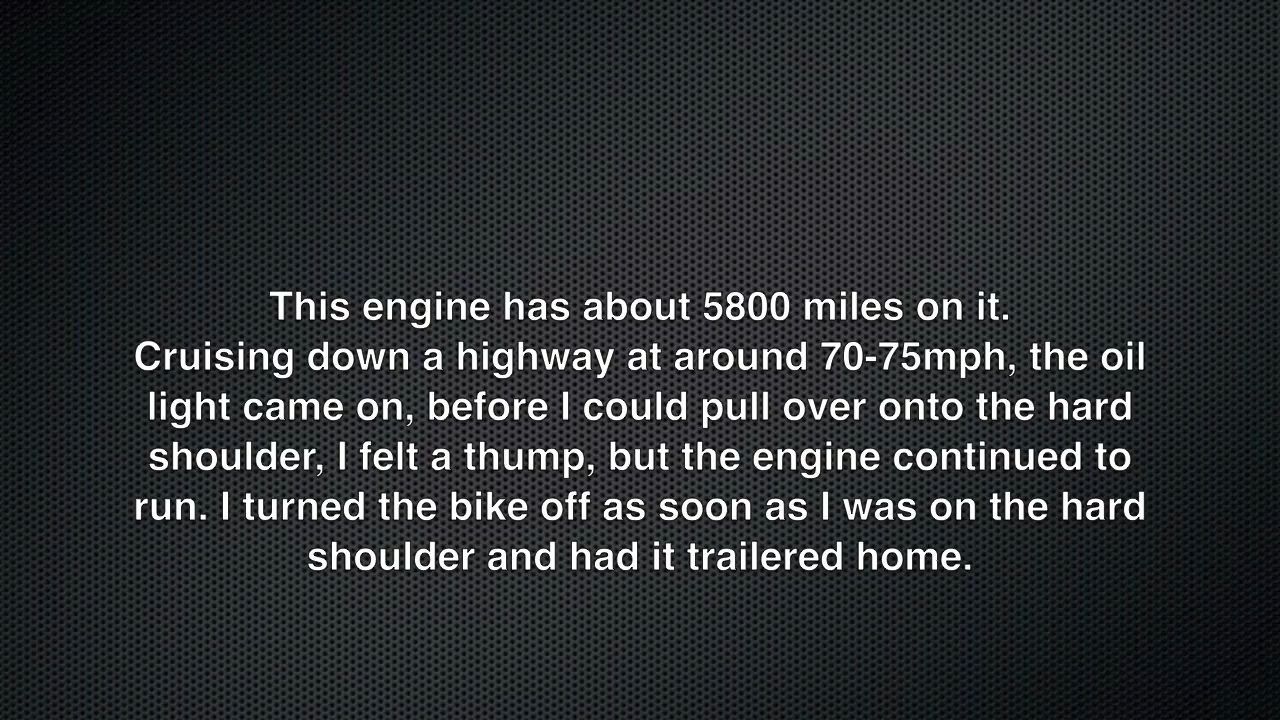 This engine has about 5800 miles on it.
Cruising down a highway at around 70-75mph, the oil
light came on, before I could pull over onto the hard
shoulder, I felt a thump, but the engine continued to
run. I turned the bike off as soon as I was on the hard
shoulder and had it trailered home.